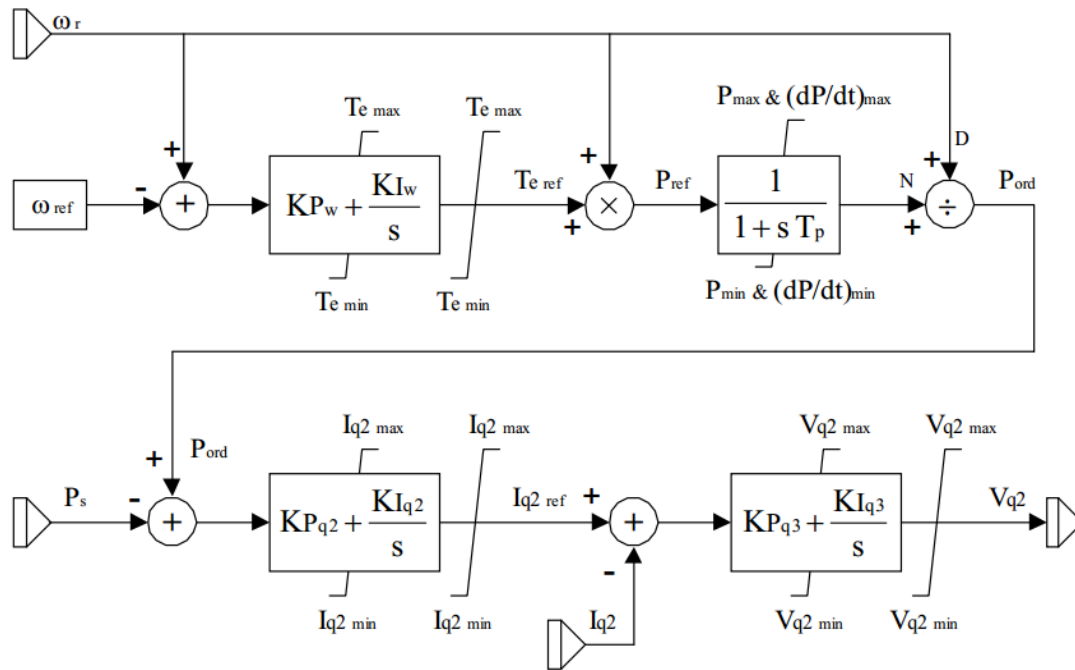 ω r
Te max
Te max
Pmax & (dP/dt)max
+
+
+
D
ω ref
-
+
KPw + KIw
s
Te ref
+
×
Pref
1
1 + s Tp
N
+
÷
Pord
Te min
Te min
Pmin & (dP/dt)min
Iq2 max
Iq2 max
Vq2 max
Vq2 max
+
Pord
Ps
-
+
KPq2 + KIq2
s
Iq2 ref
+
+
KPq3 + KIq3
s
Vq2
-
Iq2 min
Iq2 min
Iq2
Vq2 min
Vq2 min